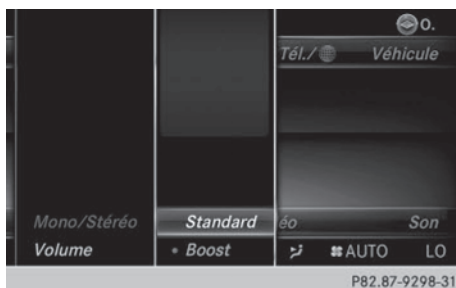 O.
Tél./ Véhicule
Mono/Stéréo Standard éo Son
Volume • Boost AUTO LO
P82.87-9298-31